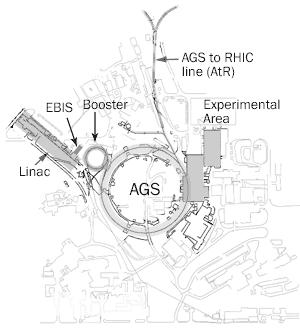 AGS to RHIC
line (AtR)
EBIS
Booster
Experimental
Area
Linac
AGS